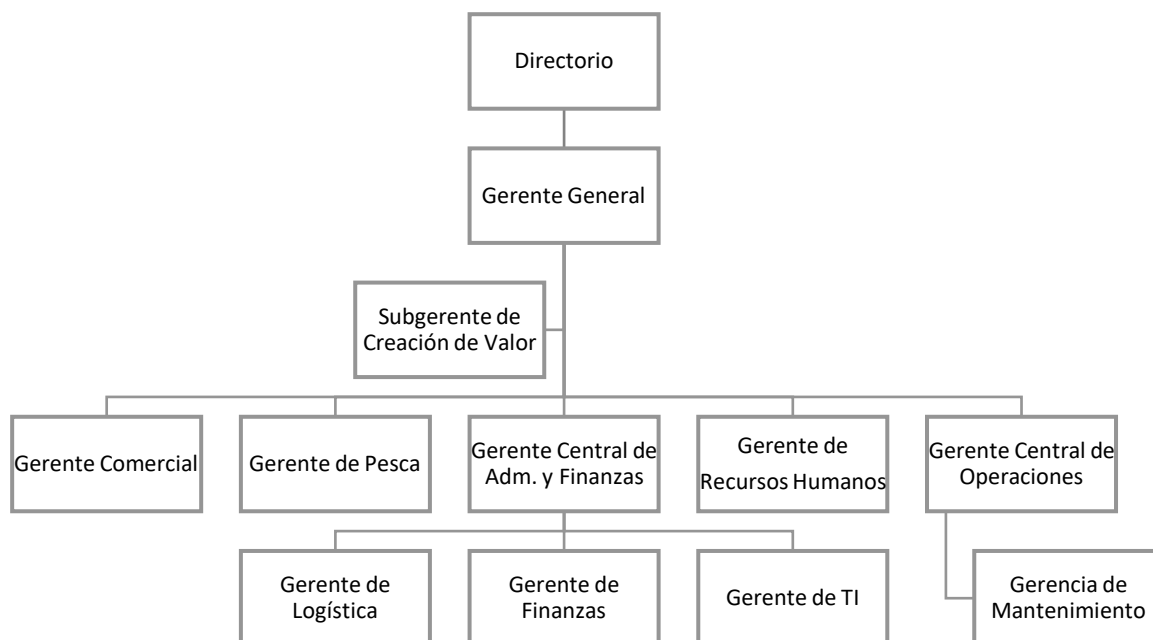 Directorio
Gerente General
Subgerente de
Creación de Valor
Gerente Comercial
Gerente de Pesca
Gerente Central de
Adm. y Finanzas
Gerente de
Recursos Humanos
Gerente Central de
Operaciones
Gerente de
Logística
Gerente de
Finanzas
Gerente de TI
Gerencia de
Mantenimiento